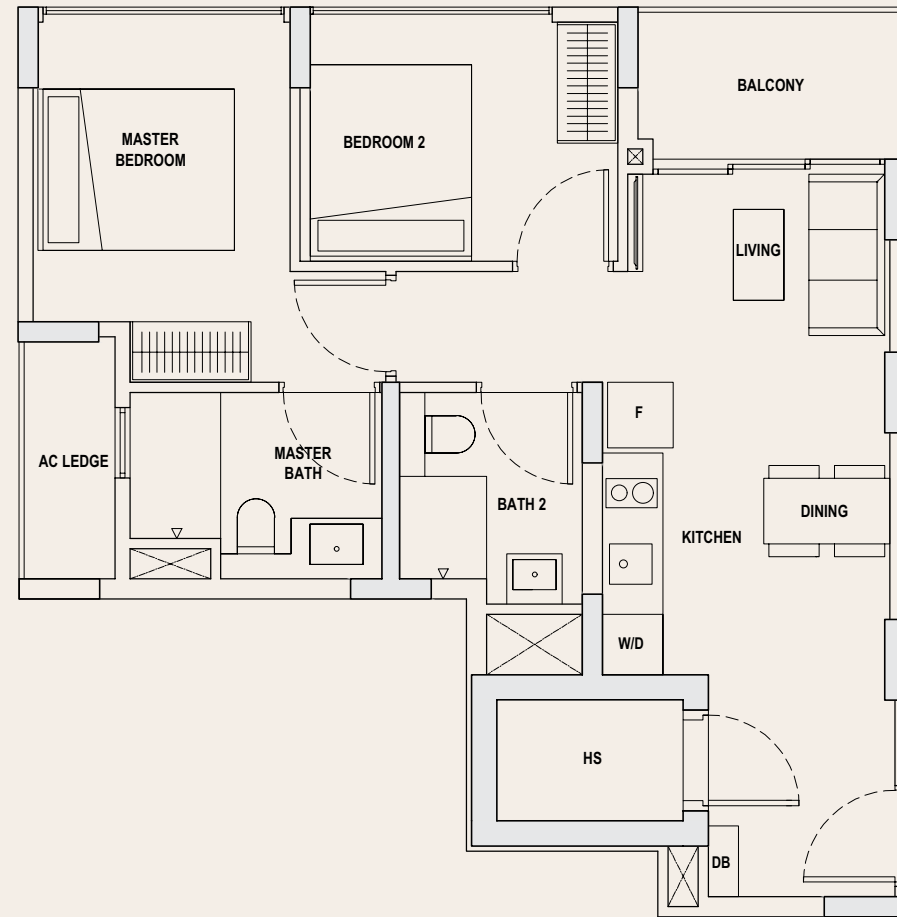 BALCONY
MASTER
BEDROOM
BEDROOM 2
LIVING
F
AC LEDGE
MASTER
BATH
BATH 2
DINING
KITCHEN
W/D
HS
DB